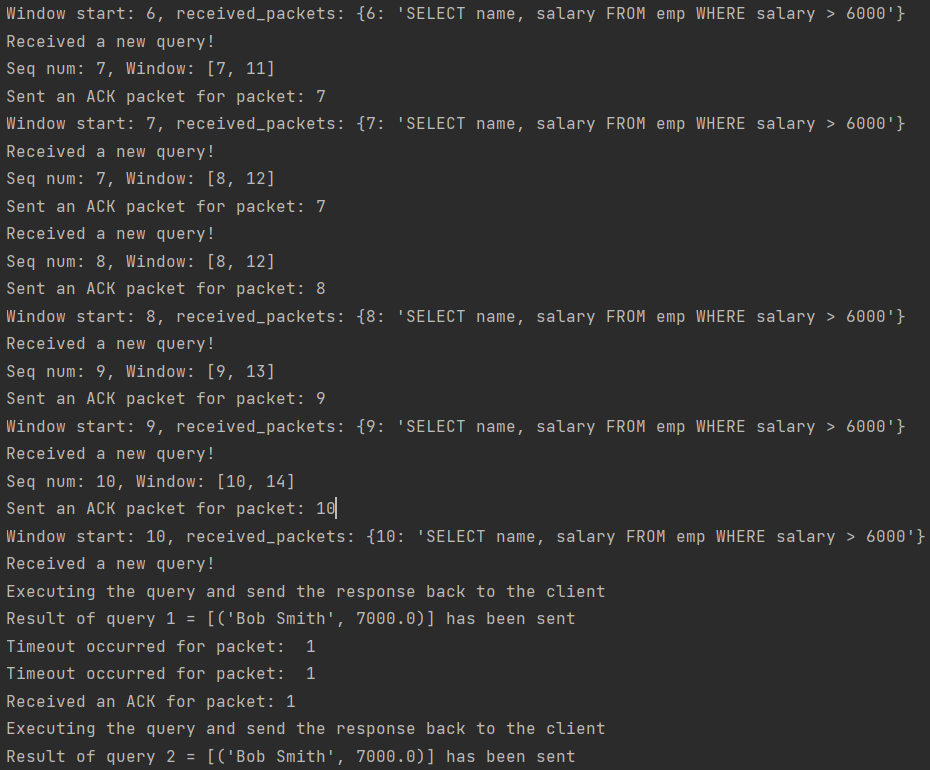 Window start: 6, received_packets: {6: 'SELECT name, salary FROM emp WHERE salary > 6000'}
Received a new query!
Seq num: 7, Window: [7, 11]
Sent an ACK packet for packet: 7
Window start: 7, received_packets: {7: 'SELECT name, salary FROM emp WHERE salary > 6000'}
Received a new query!
Seq num: 7, Window: [8, 12]
Sent an ACK packet for packet: 7
Received a new query!
Seq num: 8, Window: [8, 12]
Sent an ACK packet for packet: 8
Window start: 8, received_packets: {8: 'SELECT name, salary FROM emp WHERE salary > 6000'}
Received a new query!
Seq num: 9, Window: [9, 13]
Sent an ACK packet for packet: 9
Window start: 9, received_packets: {9: 'SELECT name, salary FROM emp WHERE salary > 6000'}
Received a new query!
Seq num: 10, Window: [10, 14]
Sent an ACK packet for packet: 10
Window start: 10, received_packets: {10: 'SELECT name, salary FROM emp WHERE salary > 6000'}
Received a new query!
Executing the query and send the response back to the client
Result of query 1 = [('Bob Smith', 7000.0)] has been sent
Timeout occurred for packet:  1
Timeout occurred for packet:  1
Received an ACK for packet: 1
Executing the query and send the response back to the client
Result of query 2 = [('Bob Smith', 7000.0)] has been sent